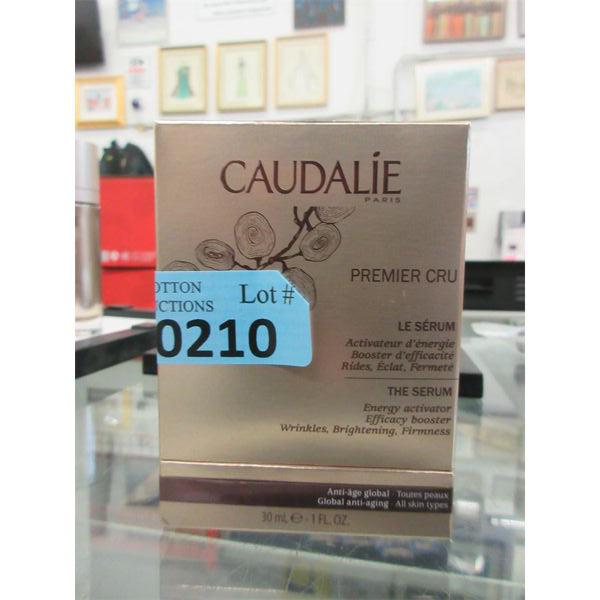 CAUDALÍE
PARIS
PREMIER CRU
OTTON
CTIONS
Lot #
0210
LE SÉRUM
Activateur d'énergie
Booster d'efficacité
Rides, Éclat, Fermeté
THE SERUM
Energy activator
Efficacy booster
Wrinkles, Brightening, Firmness
Anti-âge global · Toutes peaux
Global anti-aging · All skin types
30 mL ℮ - 1 FL. OZ.